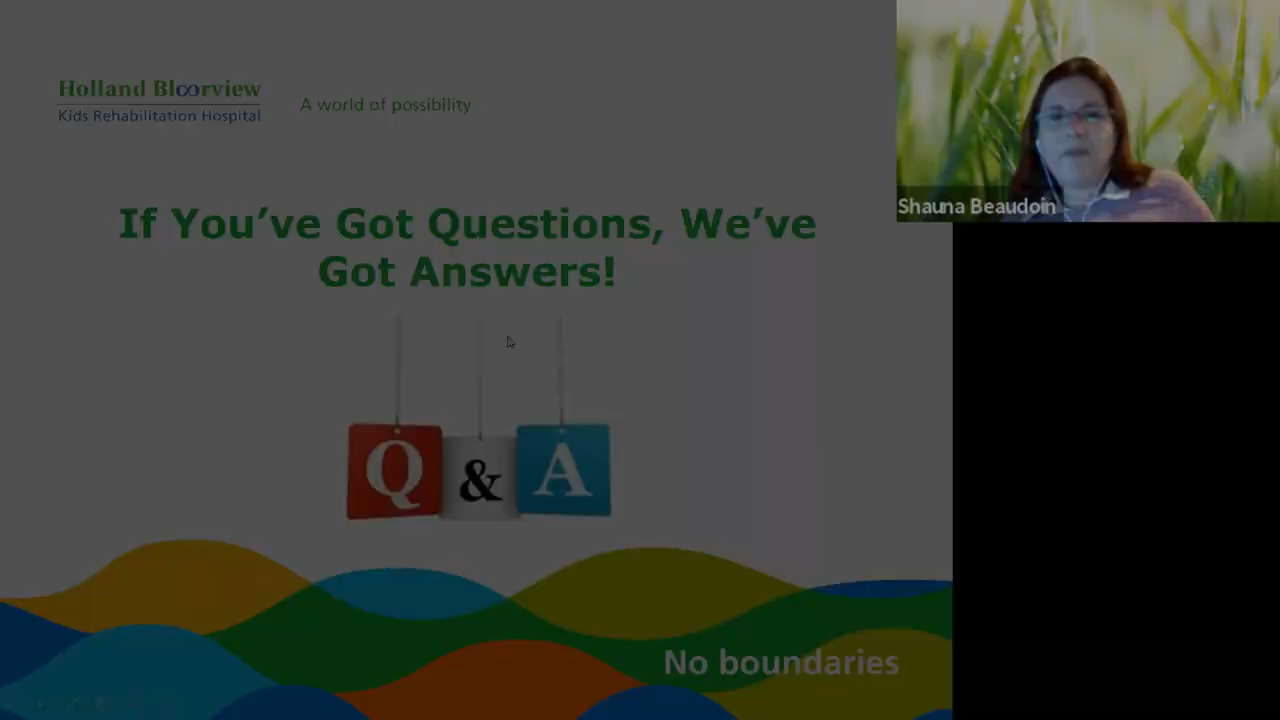 Holland Bloorview
Kids Rehabilitation Hospital
A world of possibility
Shauna Beaudoin
If You’ve Got Questions, We’ve
Got Answers!
Q & A
No boundaries